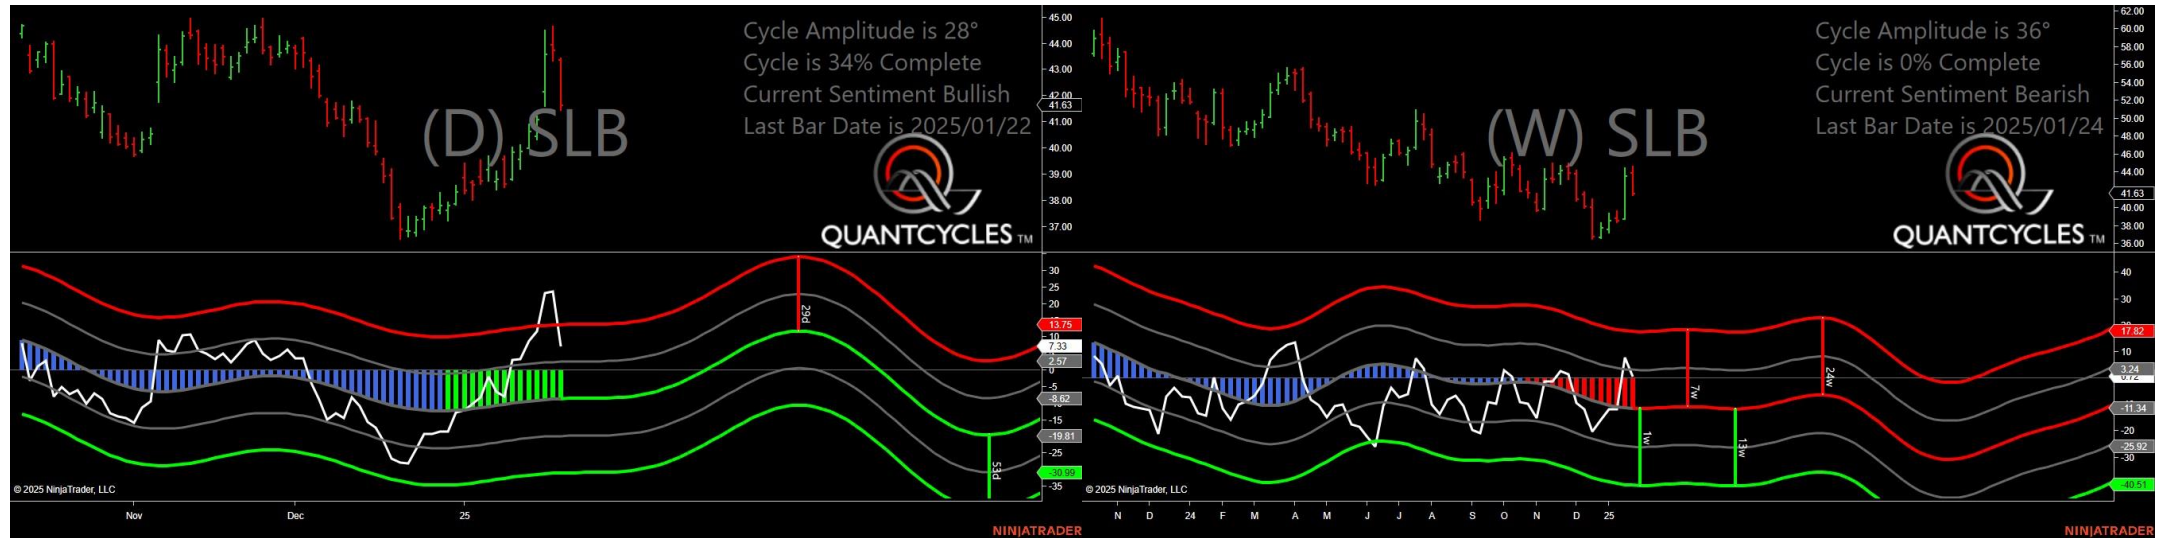 Cycle Amplitude is 28°
Cycle is 34% Complete
Current Sentiment Bullish
Last Bar Date is 2025/01/22
(D) SLB
QUANTCYCLES TM
45.00
44.00
43.00
42.00
41.63
41.00
40.00
39.00
38.00
37.00
30
25
20
13.75
10
7.33
2.57
0
-5
-8.62
-15
-19.81
-25
-30.99
-35
29d
53d
© 2025 NinjaTrader, LLC
Nov
Dec
25
NINJATRADER
Cycle Amplitude is 36°
Cycle is 0% Complete
Current Sentiment Bearish
Last Bar Date is 2025/01/24
(W) SLB
QUANTCYCLES TM
62.00
60.00
58.00
56.00
54.00
52.00
50.00
48.00
46.00
44.00
41.63
40.00
38.00
36.00
40
30
17.82
10
3.24
0.72
-11.34
-20
-25.92
-30
-40.51
1w
7w
13w
24w
© 2025 NinjaTrader, LLC
N D 24 F M A M J J A S O N D 25
NINJATRADER